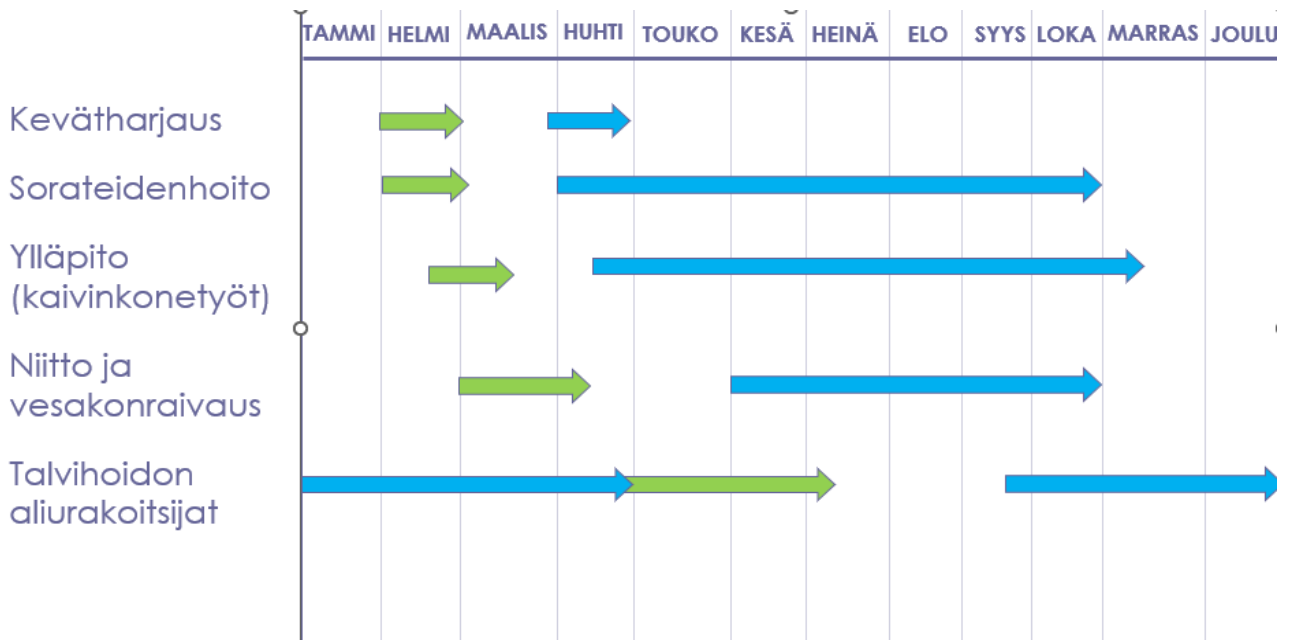 TAMMI HELMI MAALIS HUHTI TOUKO KESÄ HEINÄ ELO SYYS LOKA MARRAS JOULU
Kevätharjaus
Sorateidenhoito
Ylläpito
(kaivinkonetyöt)
Niitto ja
vesakonraivaus
Talvihoidon
aliurakoitsijat